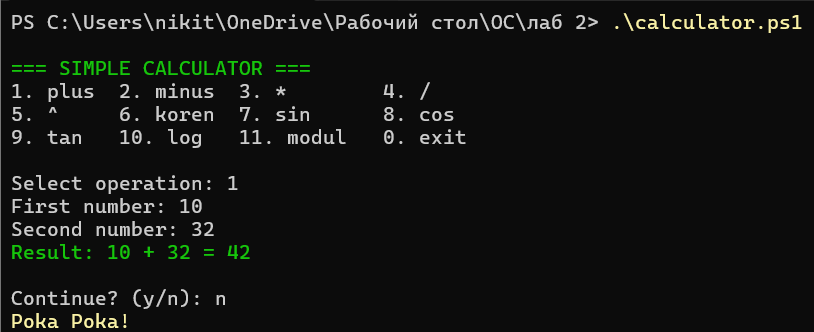 PS C:\Users\nikit\OneDrive\Рабочий стол\ОС\лаб 2> .\calculator.ps1
=== SIMPLE CALCULATOR ===
1. plus  2. minus  3. *        4. /
5. ^     6. koren  7. sin      8. cos
9. tan   10. log   11. modul   0. exit
Select operation: 1
First number: 10
Second number: 32
Result: 10 + 32 = 42
Continue? (y/n): n
Poka Poka!